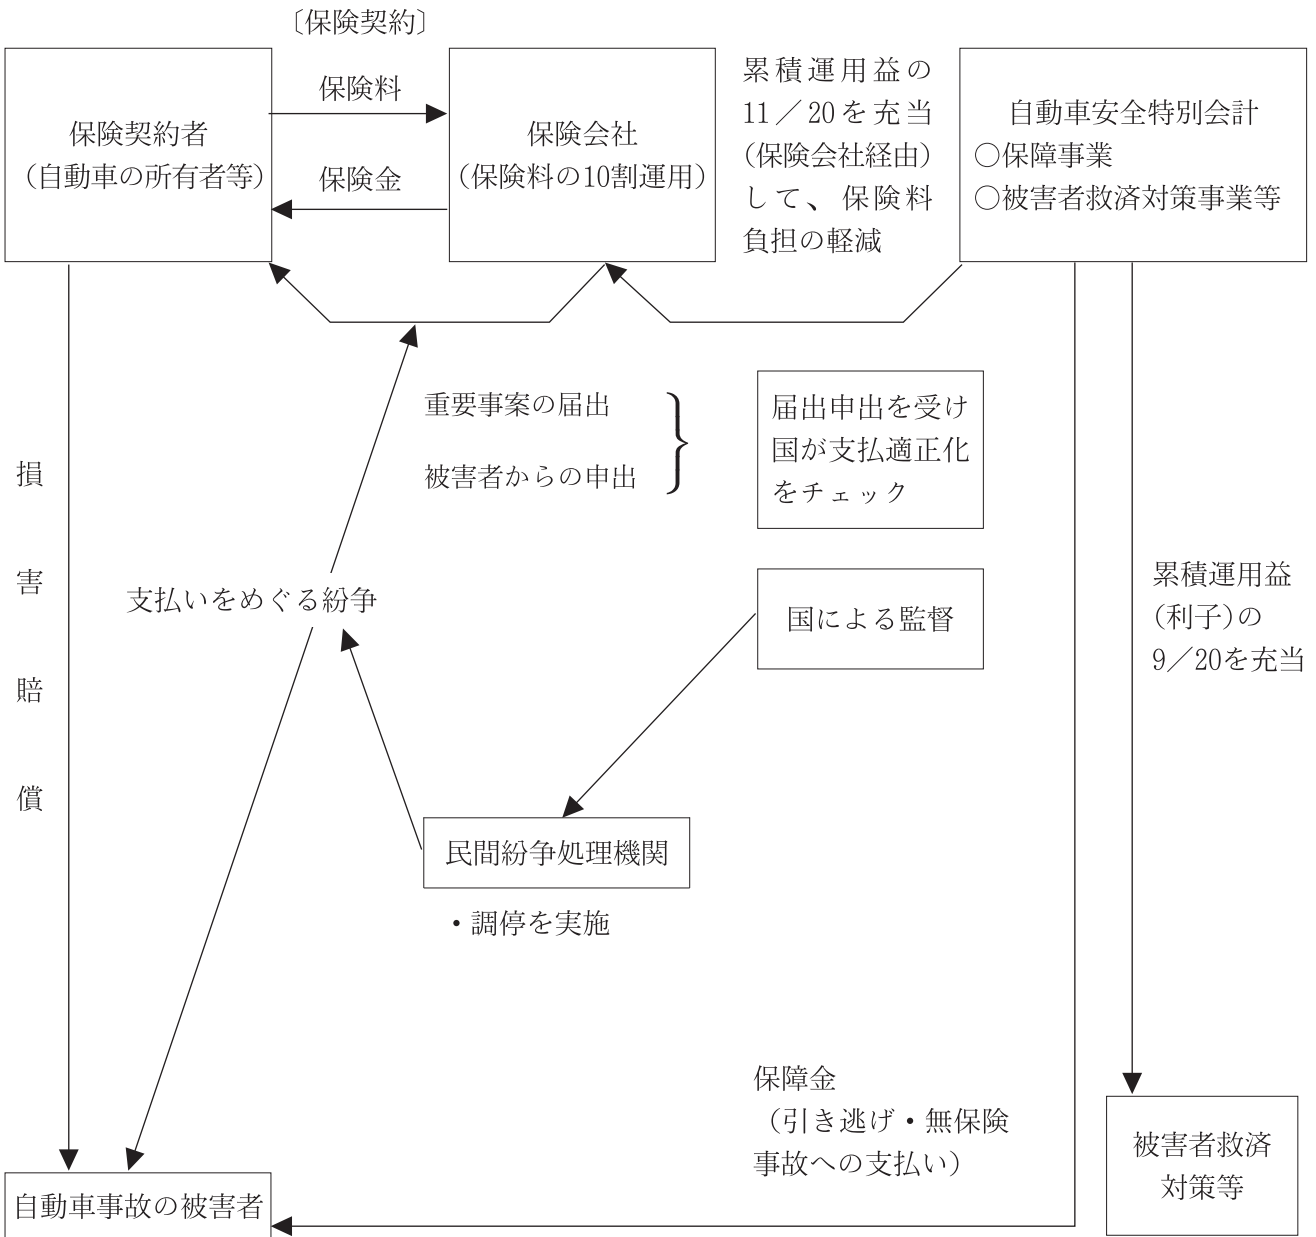 〔保険契約〕
保険契約者
（自動車の所有者等）
保険料
保険金
保険会社
（保険料の10割運用）
累積運用益の
11／20を充当
（保険会社経由）
して、保険料
負担の軽減
自動車安全特別会計
○保障事業
○被害者救済対策事業等
重要事案の届出
被害者からの申出
届出申出を受け
国が支払適正化
をチェック
損害賠償
支払いをめぐる紛争
国による監督
累積運用益
（利子）の
9／20を充当
民間紛争処理機関
・調停を実施
保障金
（引き逃げ・無保険
事故への支払い）
被害者救済
対策等
自動車事故の被害者